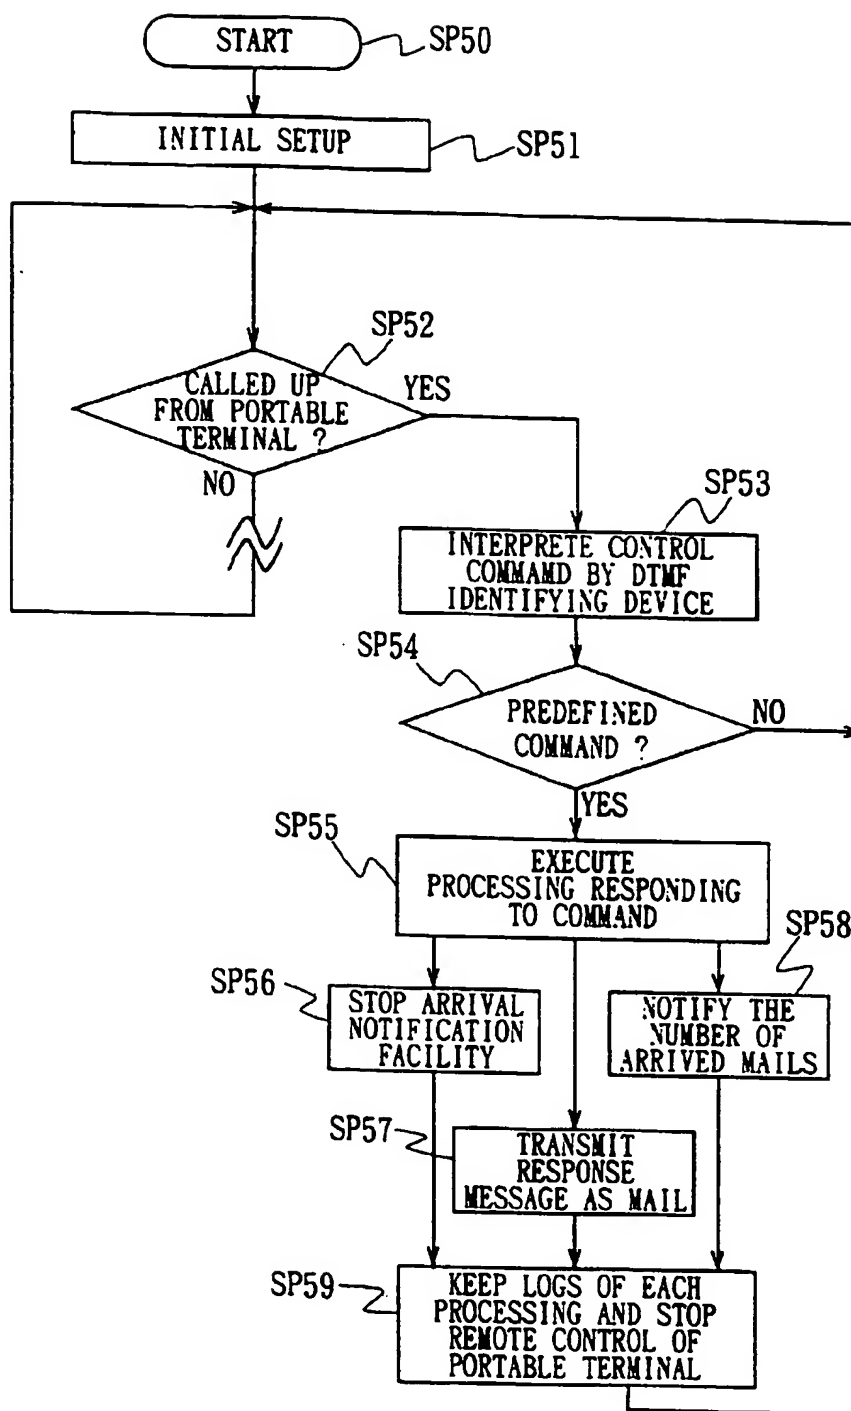 START
SP50
INITIAL SETUP
SP51
SP52
CALLED UP
FROM PORTABLE
TERMINAL ?
YES
NO
SP53
INTERPRETE CONTROL
COMMAMD BY DTMF
IDENTIFYING DEVICE
SP54
PREDEFINED
COMMAND ?
NO
YES
SP55
EXECUTE
PROCESSING RESPONDING
TO COMMAND
SP58
SP56
STOP ARRIVAL
NOTIFICATION
FACILITY
NOTIFY THE
NUMBER OF
ARRIVED MAILS
SP57
TRANSMIT
RESPONSE
MESSAGE AS MAIL
SP59
KEEP LOGS OF EACH
PROCESSING AND STOP
REMOTE CONTROL OF
PORTABLE TERMINAL